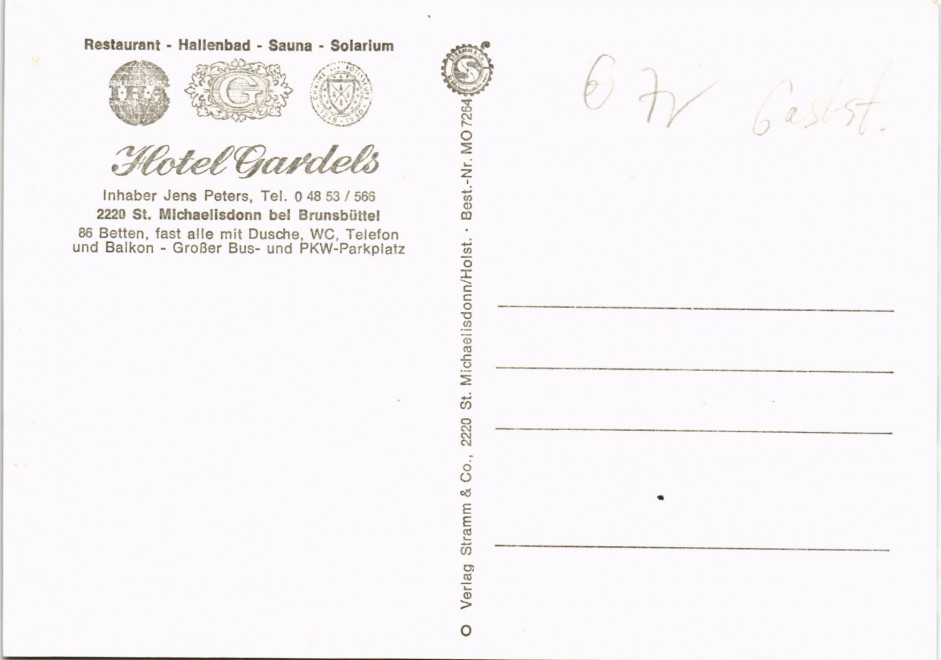 Restaurant - Hallenbad - Sauna - Solarium
IHA
G
Hotel Gardels
Inhaber Jens Peters, Tel. 0 48 53 / 566
2220 St. Michaelisdonn bei Brunsbüttel
86 Betten, fast alle mit Dusche, WC, Telefon
und Balkon - Großer Bus- und PKW-Parkplatz
O Verlag Stramm & Co., 2220 St. Michaelisdonn/Holst. · Best.-Nr. MO 7264
S
Gastst.